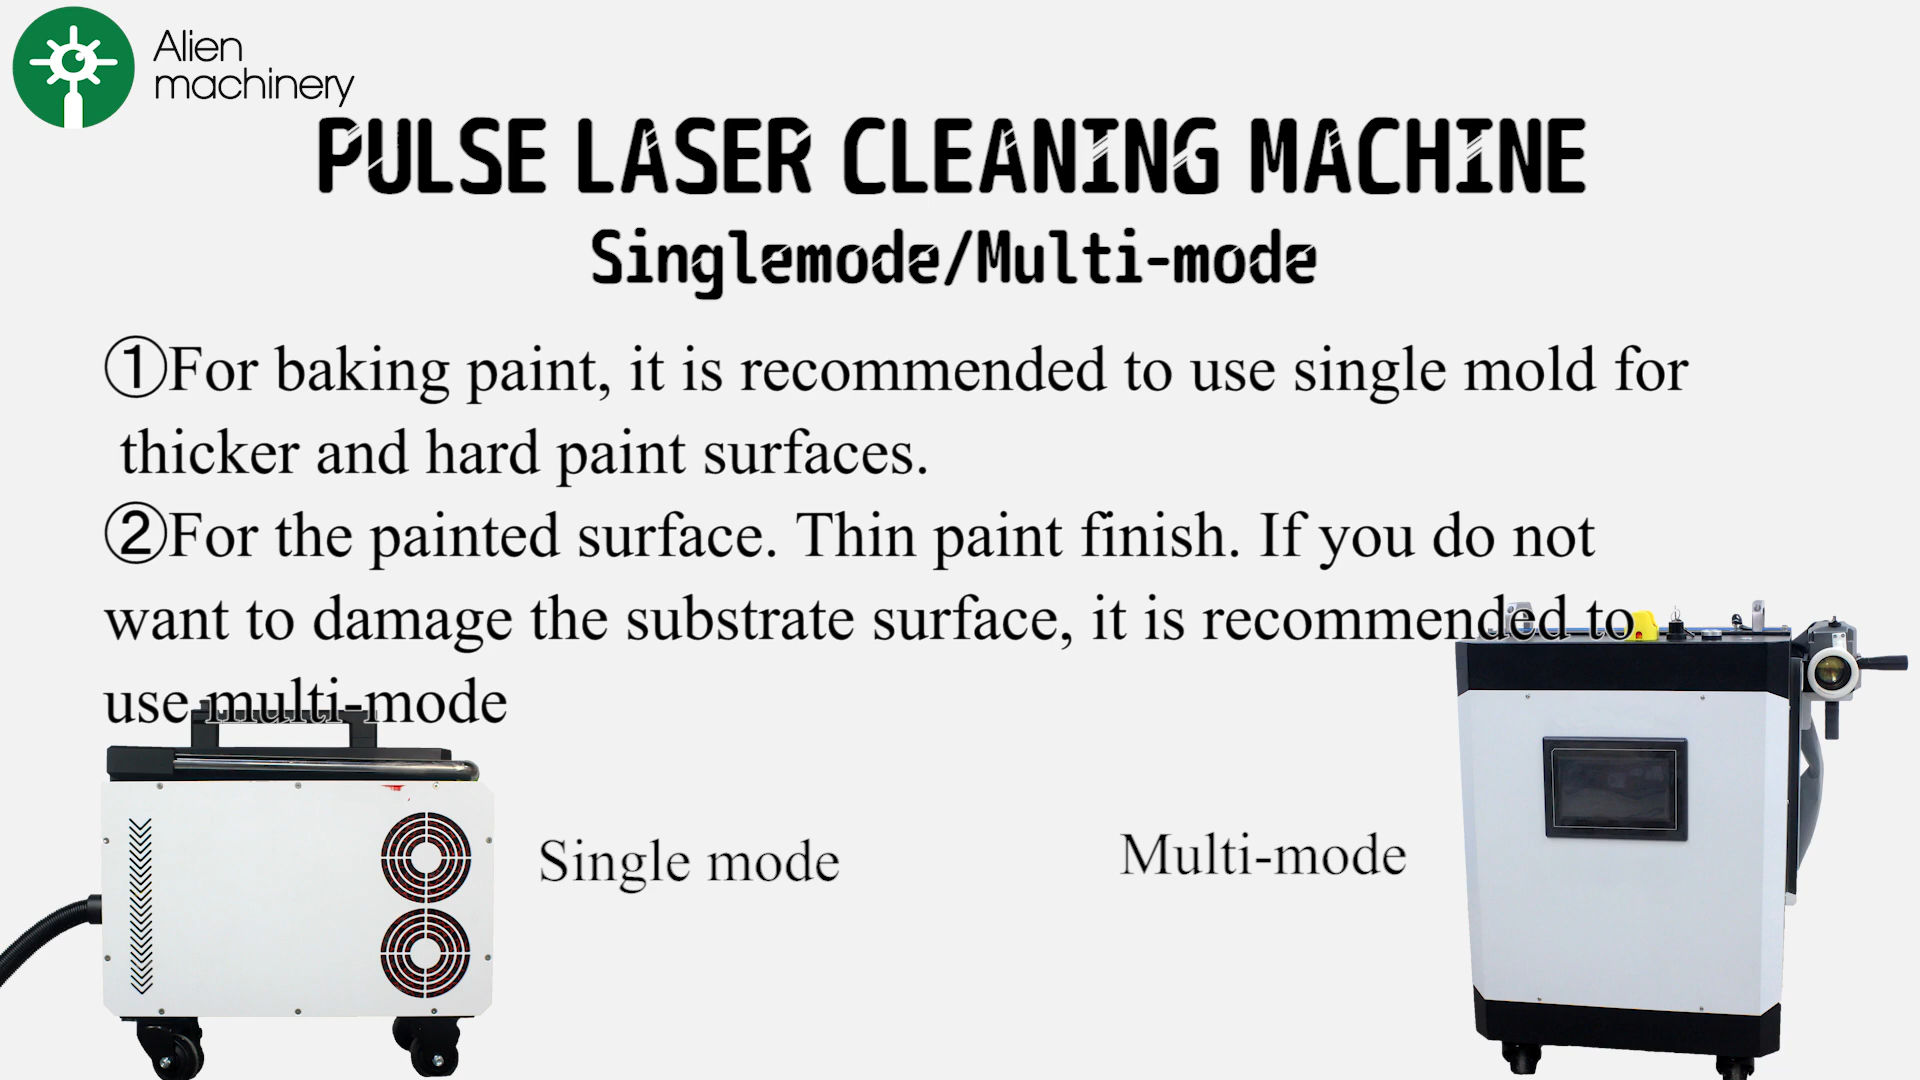 Alien
machinery
PULSE LASER CLEANING MACHINE
Singlemode/Multi-mode
①For baking paint, it is recommended to use single mold for
thicker and hard paint surfaces.
②For the painted surface. Thin paint finish. If you do not
want to damage the substrate surface, it is recommended to
use multi-mode
Single mode
Multi-mode